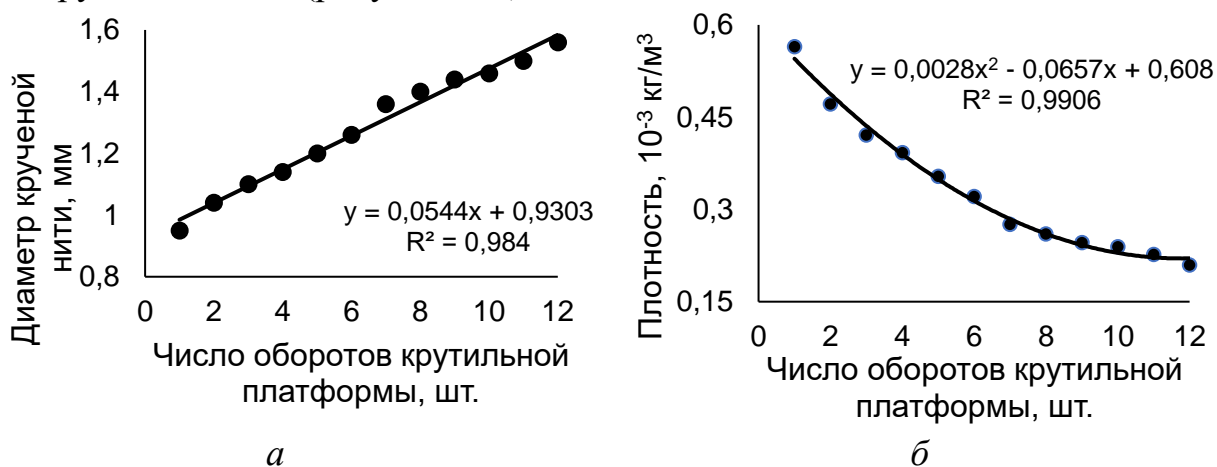 1,6
1,4
1,2
1
0,8
0 2 4 6 8 10 12
Диаметр крученой
нити, мм
y = 0,0544x + 0,9303
R² = 0,984
Число оборотов крутильной
платформы, шт.
а
0,6
0,45
0,3
0,15
0 2 4 6 8 10 12
Плотность, 10⁻³ кг/м³
y = 0,0028x² - 0,0657x + 0,608
R² = 0,9906
Число оборотов крутильной
платформы, шт.
б